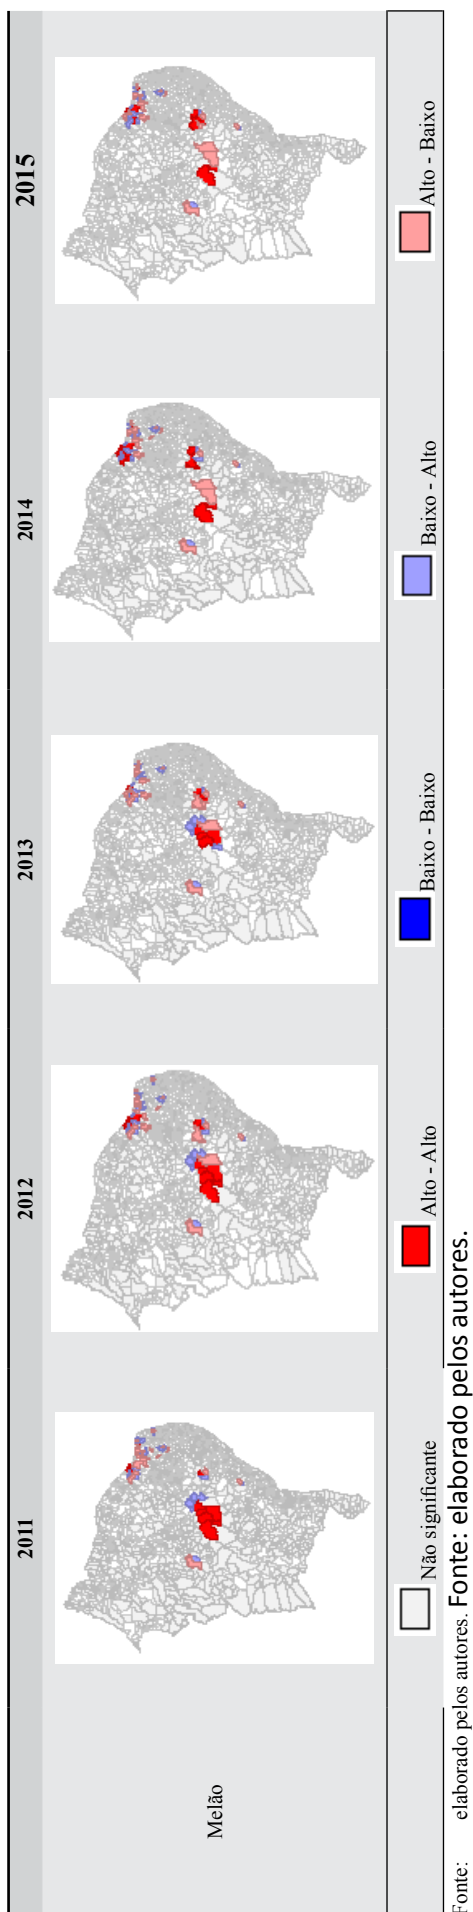 2011 2012 2013 2014 2015
Melão
Não significante Alto - Alto Baixo - Baixo Baixo - Alto Alto - Baixo
Fonte: elaborado pelos autores. Fonte: elaborado pelos autores.